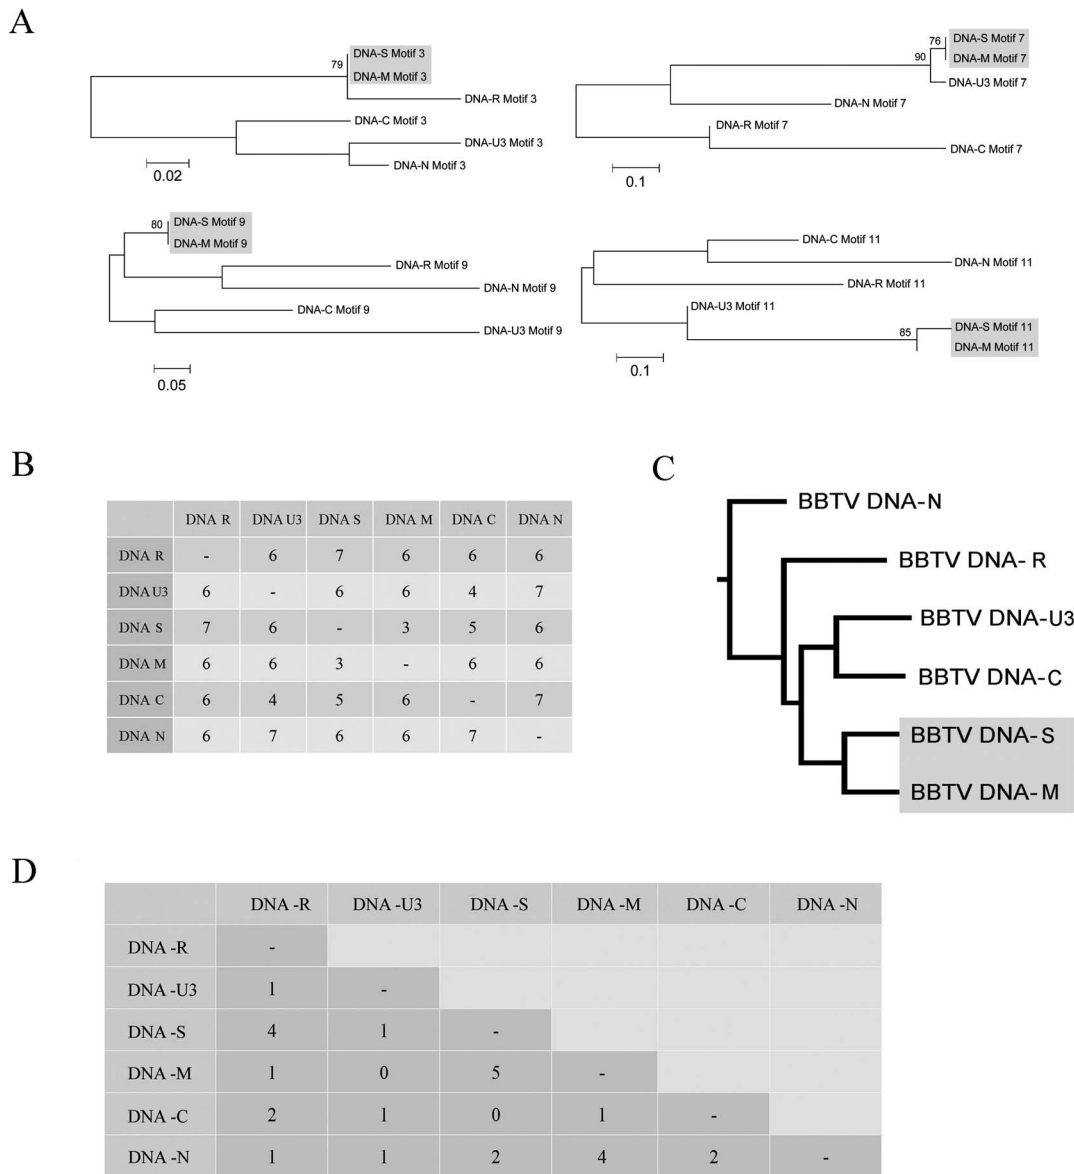 A
79
DNA-S Motif 3
DNA-M Motif 3
DNA-R Motif 3
DNA-C Motif 3
DNA-U3 Motif 3
DNA-N Motif 3
0.02
76
90
DNA-S Motif 7
DNA-M Motif 7
DNA-U3 Motif 7
DNA-N Motif 7
DNA-R Motif 7
DNA-C Motif 7
0.1
80
DNA-S Motif 9
DNA-M Motif 9
DNA-R Motif 9
DNA-N Motif 9
DNA-C Motif 9
DNA-U3 Motif 9
0.05
DNA-C Motif 11
DNA-N Motif 11
DNA-R Motif 11
DNA-U3 Motif 11
85
DNA-S Motif 11
DNA-M Motif 11
0.1
B
DNA R DNA U3 DNA S DNA M DNA C DNA N
DNA R - 6 7 6 6 6
DNA U3 6 - 6 6 4 7
DNA S 7 6 - 3 5 6
DNA M 6 6 3 - 6 6
DNA C 6 4 5 6 - 7
DNA N 6 7 6 6 7 -
C
BBTV DNA-N
BBTV DNA- R
BBTV DNA-U3
BBTV DNA-C
BBTV DNA-S
BBTV DNA-M
D
DNA -R DNA -U3 DNA -S DNA -M DNA -C DNA -N
DNA -R -
DNA -U3 1 -
DNA -S 4 1 -
DNA -M 1 0 5 -
DNA -C 2 1 0 1 -
DNA -N 1 1 2 4 2 -